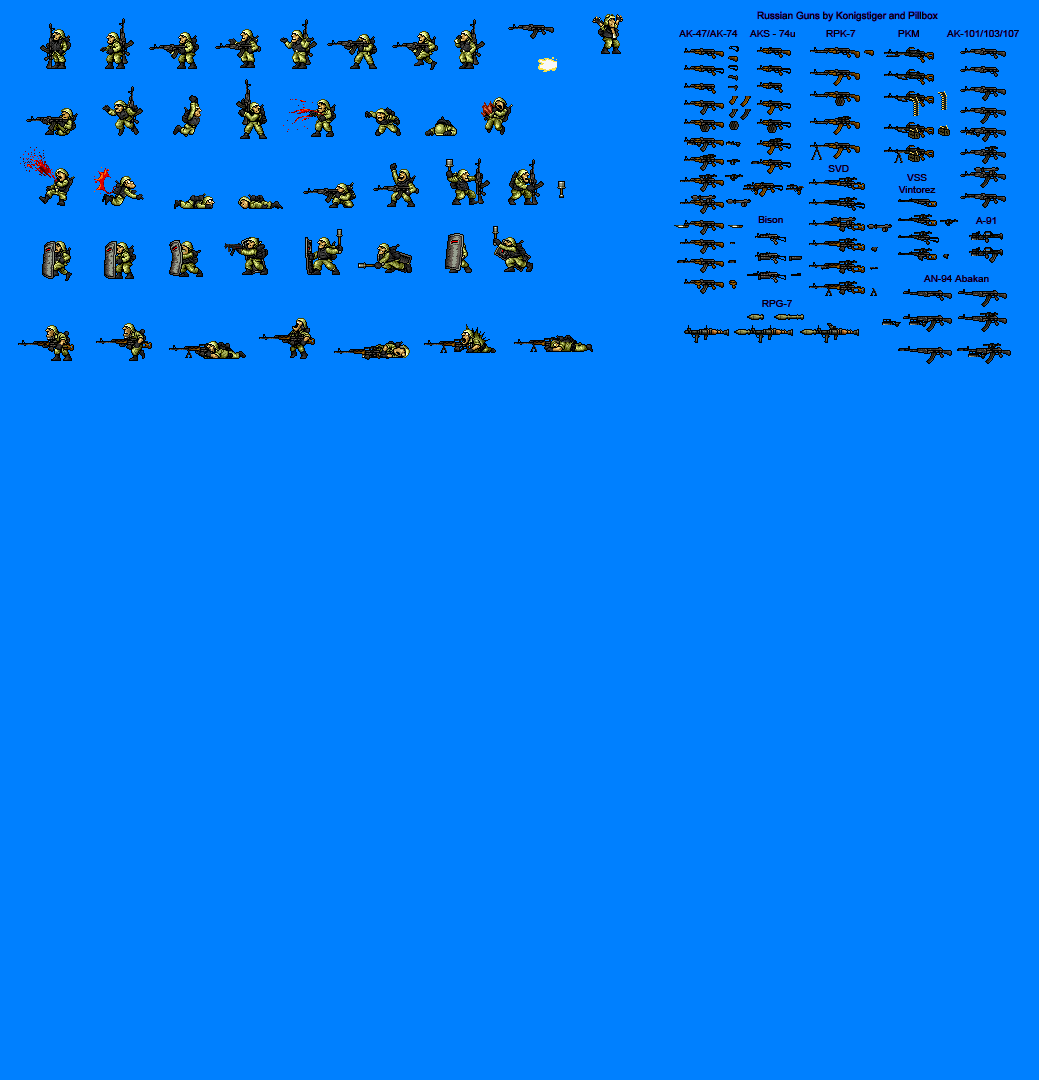 Russian Guns by Konigstiger and Pillbox
AK-47/AK-74
AKS - 74u
RPK-7
PKM
AK-101/103/107
SVD
VSS
Vintorez
Bison
A-91
AN-94 Abakan
RPG-7